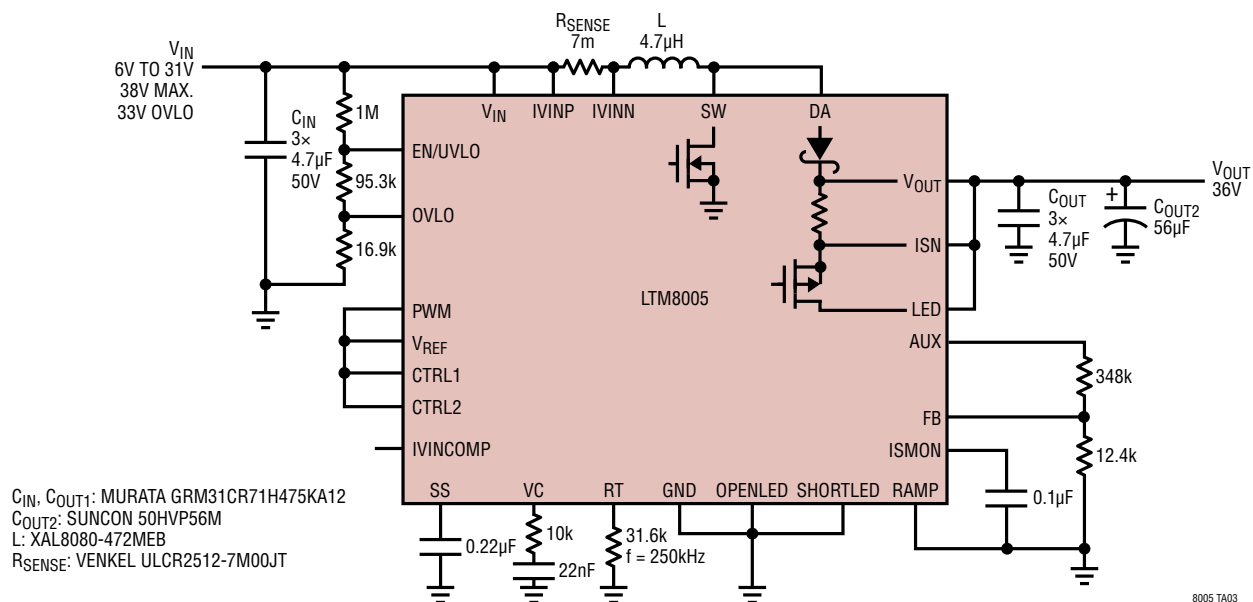 RSENSE
7m
L
4.7µH
VIN
6V TO 31V
38V MAX.
33V OVLO
CIN
3×
4.7µF
50V
1M
95.3k
16.9k
VIN
IVINP
IVINN
SW
DA
EN/UVLO
OVLO
PWM
VREF
CTRL1
CTRL2
IVINCOMP
LTM8005
VOUT
ISN
LED
AUX
FB
ISMON
SS
VC
RT
GND
OPENLED
SHORTLED
RAMP
COUT
3×
4.7µF
50V
+
COUT2
56µF
VOUT
36V
348k
12.4k
0.1µF
0.22µF
10k
22nF
31.6k
f = 250kHz
CIN, COUT1: MURATA GRM31CR71H475KA12
COUT2: SUNCON 50HVP56M
L: XAL8080-472MEB
RSENSE: VENKEL ULCR2512-7M00JT
8005 TA03